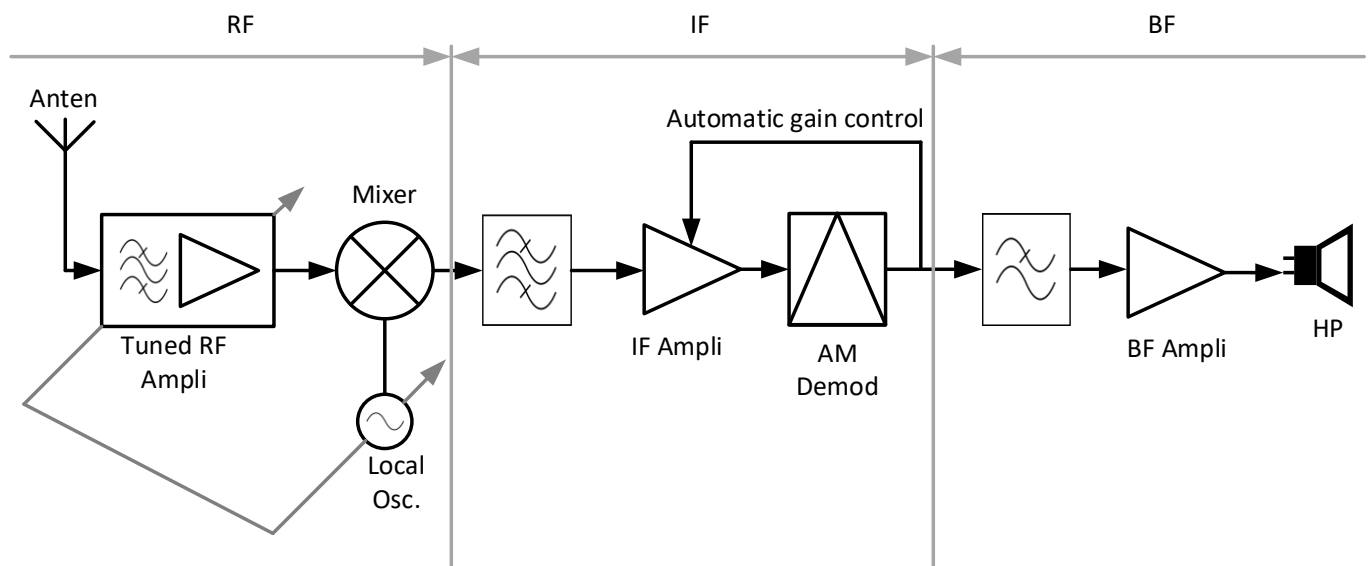 RF
IF
BF
Anten
Automatic gain control
Mixer
Tuned RF
Ampli
IF Ampli
AM
Demod
BF Ampli
HP
Local
Osc.